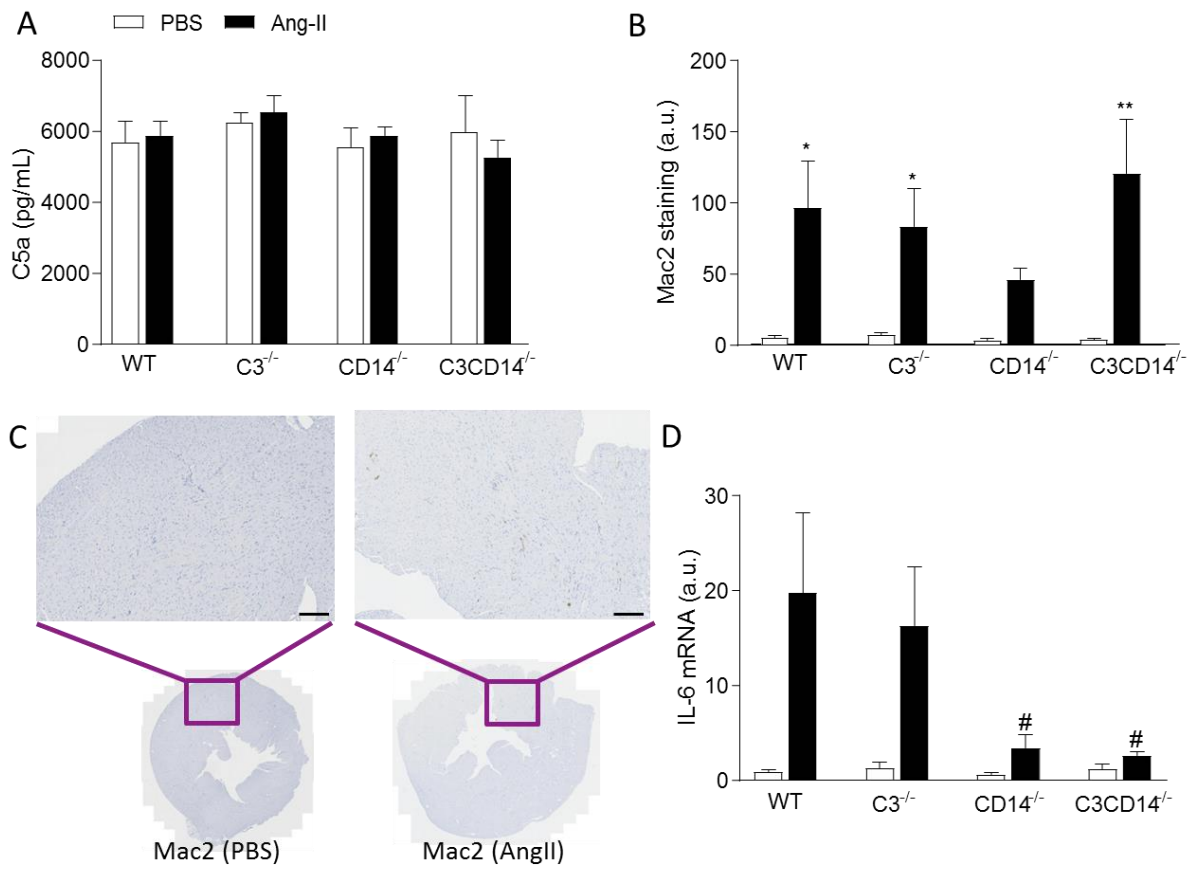 A
PBS Ang-II
8000
6000
4000
2000
0
C5a (pg/mL)
WT C3-/- CD14-/- C3CD14-/-
B
200
150
100
50
0
Mac2 staining (a.u.)
* * **
WT C3-/- CD14-/- C3CD14-/-
C
Mac2 (PBS) Mac2 (AngII)
D
30
20
10
0
IL-6 mRNA (a.u.)
# #
WT C3-/- CD14-/- C3CD14-/-